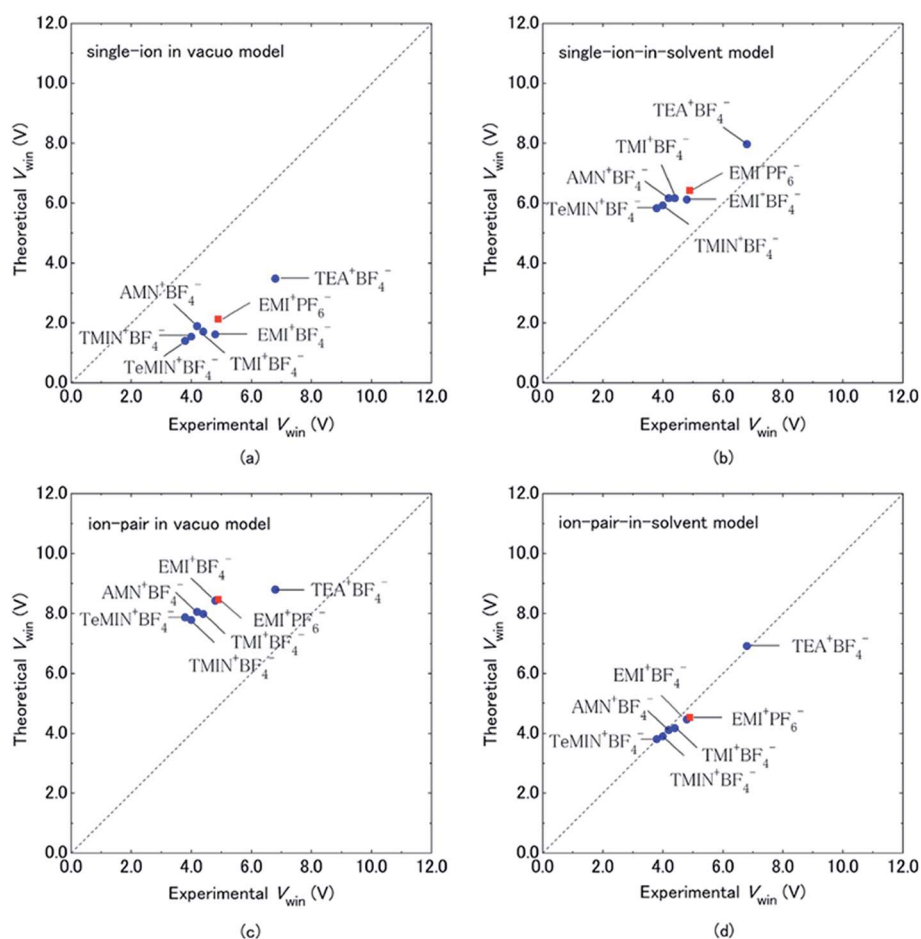 12.0
10.0
8.0
6.0
4.0
2.0
0.0
Theoretical Vwin (V)
single-ion in vacuo model
TEA⁺BF₄⁻
AMN⁺BF₄⁻
EMI⁺PF₆⁻
TMIN⁺BF₄⁻
EMI⁺BF₄⁻
TeMIN⁺BF₄⁻
TMI⁺BF₄⁻
0.0 2.0 4.0 6.0 8.0 10.0 12.0
Experimental Vwin (V)
(a)
12.0
10.0
8.0
6.0
4.0
2.0
0.0
Theoretical Vwin (V)
single-ion-in-solvent model
TEA⁺BF₄⁻
TMI⁺BF₄⁻
AMN⁺BF₄⁻
EMI⁺PF₆⁻
TeMIN⁺BF₄⁻
EMI⁺BF₄⁻
TMIN⁺BF₄⁻
0.0 2.0 4.0 6.0 8.0 10.0 12.0
Experimental Vwin (V)
(b)
12.0
10.0
8.0
6.0
4.0
2.0
0.0
Theoretical Vwin (V)
ion-pair in vacuo model
EMI⁺BF₄⁻
AMN⁺BF₄⁻
TEA⁺BF₄⁻
TeMIN⁺BF₄⁻
EMI⁺PF₆⁻
TMI⁺BF₄⁻
TMIN⁺BF₄⁻
0.0 2.0 4.0 6.0 8.0 10.0 12.0
Experimental Vwin (V)
(c)
12.0
10.0
8.0
6.0
4.0
2.0
0.0
Theoretical Vwin (V)
ion-pair-in-solvent model
TEA⁺BF₄⁻
EMI⁺BF₄⁻
AMN⁺BF₄⁻
EMI⁺PF₆⁻
TeMIN⁺BF₄⁻
TMI⁺BF₄⁻
TMIN⁺BF₄⁻
0.0 2.0 4.0 6.0 8.0 10.0 12.0
Experimental Vwin (V)
(d)